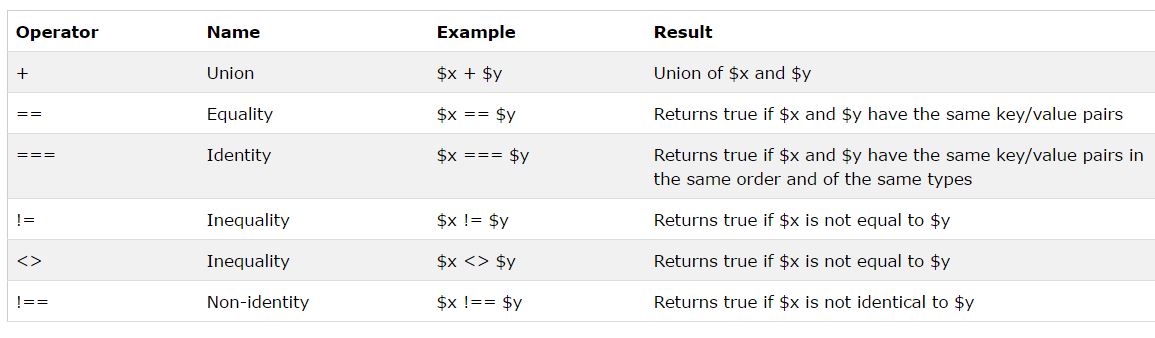 Operator Name Example Result
+ Union $x + $y Union of $x and $y
== Equality $x == $y Returns true if $x and $y have the same key/value pairs
=== Identity $x === $y Returns true if $x and $y have the same key/value pairs in
the same order and of the same types
!= Inequality $x != $y Returns true if $x is not equal to $y
<> Inequality $x <> $y Returns true if $x is not equal to $y
!== Non-identity $x !== $y Returns true if $x is not identical to $y